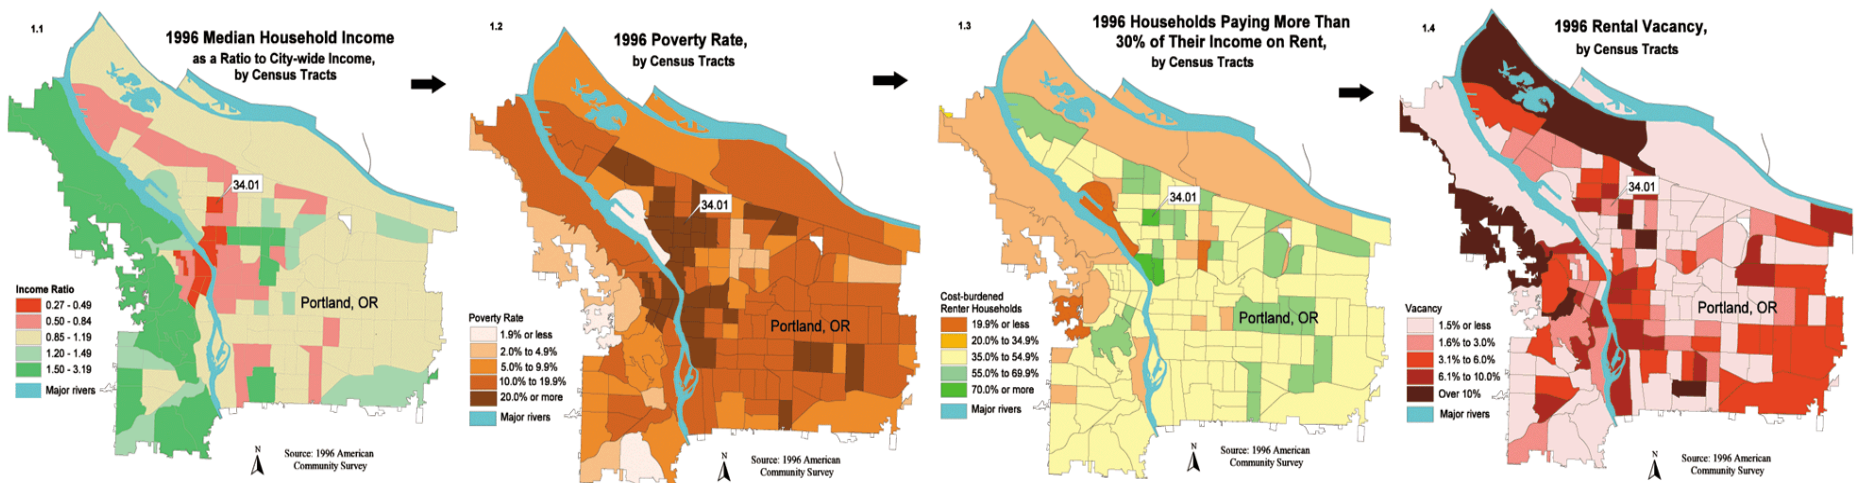 1.1
1996 Median Household Income
as a Ratio to City-wide Income,
by Census Tracts
34.01
Portland, OR
Income Ratio
0.27 - 0.49
0.50 - 0.84
0.85 - 1.19
1.20 - 1.49
1.50 - 3.19
Major rivers
N
Source: 1996 American
Community Survey
1.2
1996 Poverty Rate,
by Census Tracts
34.01
Portland, OR
Poverty Rate
1.9% or less
2.0% to 4.9%
5.0% to 9.9%
10.0% to 19.9%
20.0% or more
Major rivers
N
Source: 1996 American
Community Survey
1.3
1996 Households Paying More Than
30% of Their Income on Rent,
by Census Tracts
34.01
Portland, OR
Cost-burdened
Renter Households
19.9% or less
20.0% to 34.9%
35.0% to 54.9%
55.0% to 69.9%
70.0% or more
Major rivers
N
Source: 1996 American
Community Survey
1.4
1996 Rental Vacancy,
by Census Tracts
34.01
Portland, OR
Vacancy
1.5% or less
1.6% to 3.0%
3.1% to 6.0%
6.1% to 10.0%
Over 10%
Major rivers
N
Source: 1996 American
Community Survey